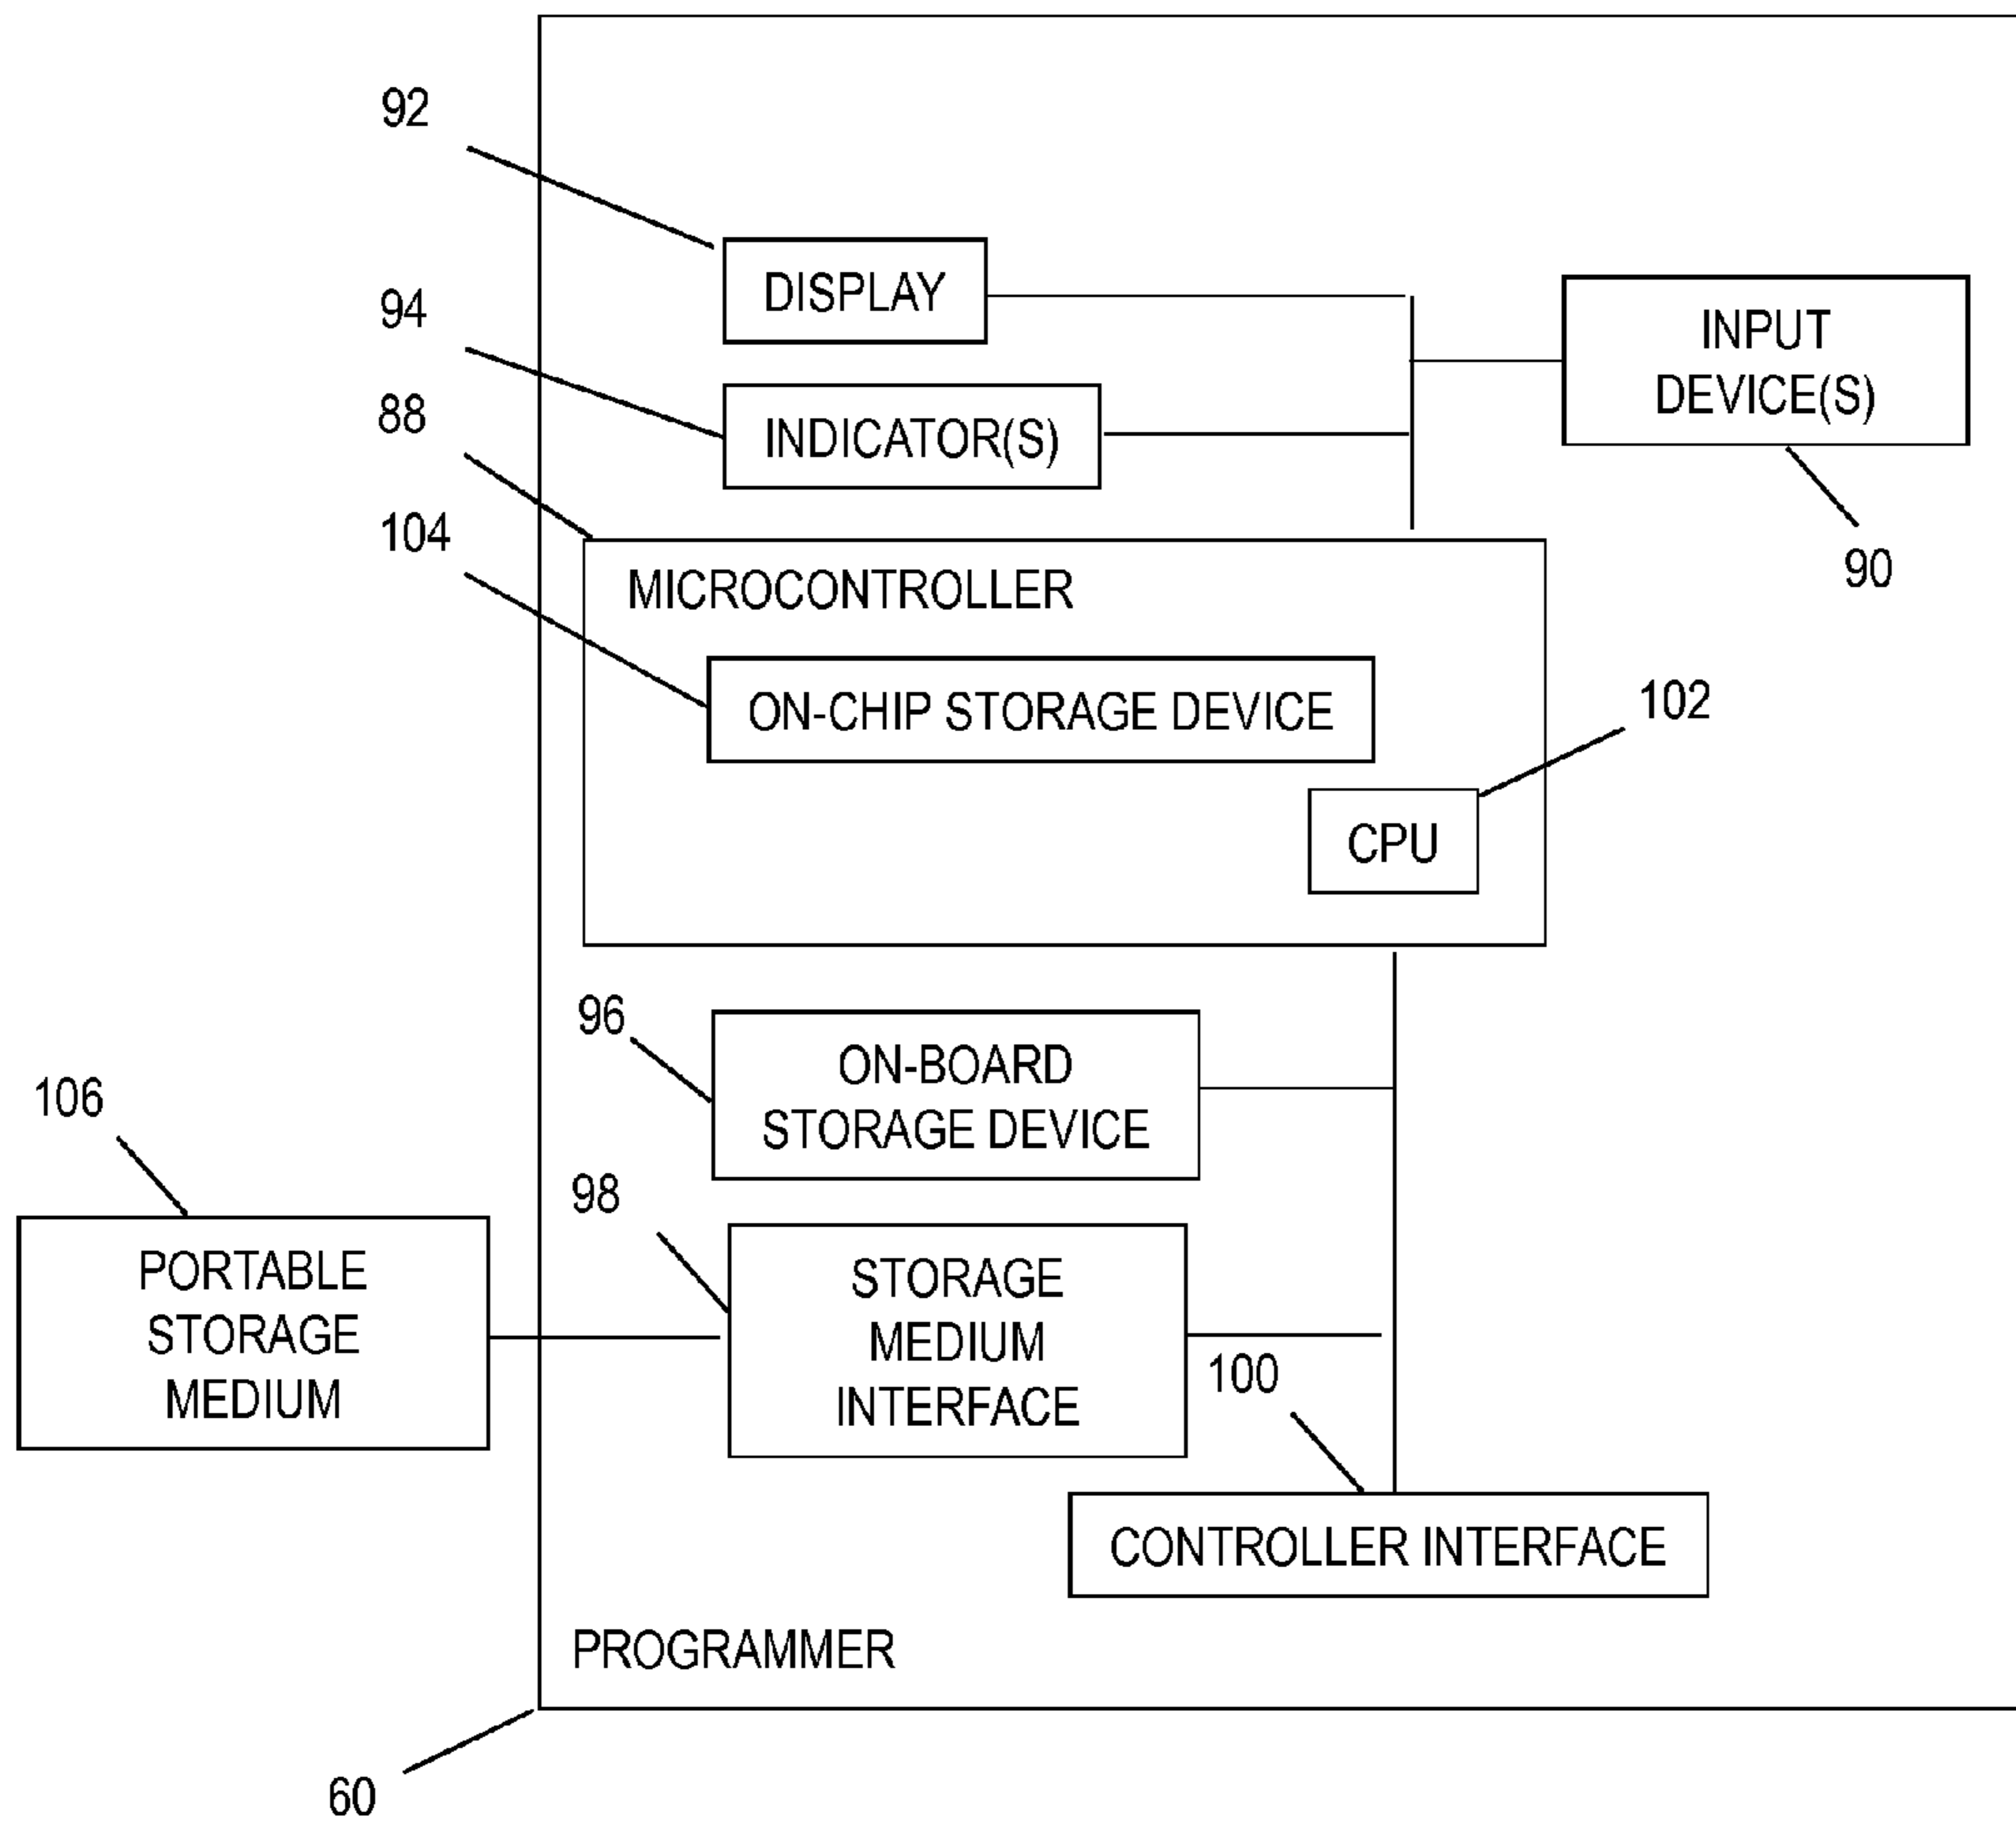 92
DISPLAY
94
INPUT
DEVICE(S)
INDICATOR(S)
88
104
90
MICROCONTROLLER
ON-CHIP STORAGE DEVICE
102
CPU
96
ON-BOARD
STORAGE DEVICE
106
98
PORTABLE
STORAGE
MEDIUM
STORAGE
MEDIUM
INTERFACE
100
CONTROLLER INTERFACE
PROGRAMMER
60